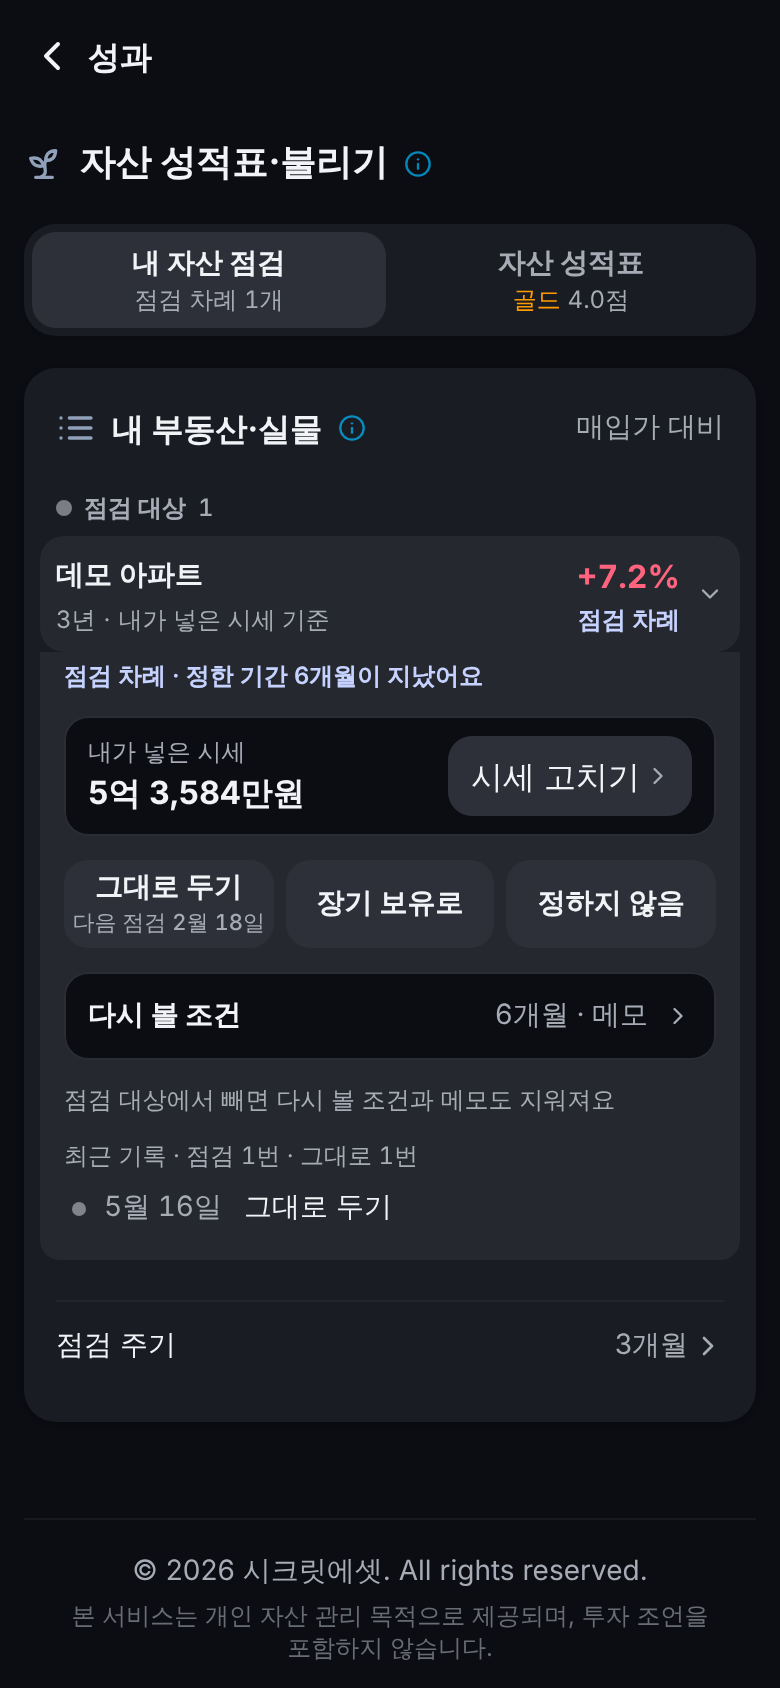 성과
자산 성적표·불리기
내 자산 점검
점검 차례 1개
자산 성적표
골드 4.0점
내 부동산·실물
매입가 대비
점검 대상 1
데모 아파트
+7.2%
3년 · 내가 넣은 시세 기준
점검 차례
점검 차례 · 정한 기간 6개월이 지났어요
내가 넣은 시세
5억 3,584만원
시세 고치기
그대로 두기
다음 점검 2월 18일
장기 보유로
정하지 않음
다시 볼 조건
6개월 · 메모
점검 대상에서 빼면 다시 볼 조건과 메모도 지워져요
최근 기록 · 점검 1번 · 그대로 1번
5월 16일 그대로 두기
점검 주기
3개월
© 2026 시크릿에셋. All rights reserved.
본 서비스는 개인 자산 관리 목적으로 제공되며, 투자 조언을
포함하지 않습니다.